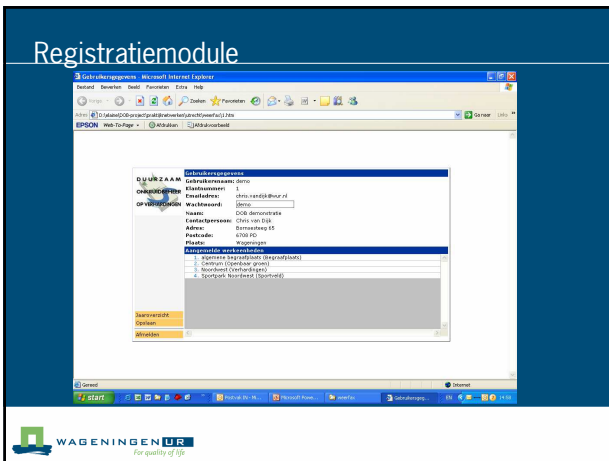 Registratiemodule
Gebruikersgegevens - Microsoft Internet Explorer
Bestand Bewerken Beeld Favorieten Extra Help
Zoeken Favorieten
Ga naar
EPSON Web-To-Page Afdrukken Afdrukvoorbeeld
DUURZAAM
ONKRUIDBEHEER
OP VERHARDINGEN
Gebruikersgegevens
Gebruikersnaam: demo
Klantnummer: 1
Emailadres: chris.vandijk@wur.nl
Wachtwoord: demo
Naam: DOB demonstratie
Contactpersoon: Chris van Dijk
Adres: Bornsesteeg 65
Postcode: 6708 PD
Plaats: Wageningen
Aangemelde werkeenheden
1. algemene begraafplaats (Begraafplaats)
2. Centrum (Openbaar groen)
3. Noordwest (Verhardingen)
4. Sportpark Noordwest (Sportveld)
Jaaroverzicht
Opslaan
Afmelden
Gereed Internet
start
WAGENINGEN UR
For quality of life